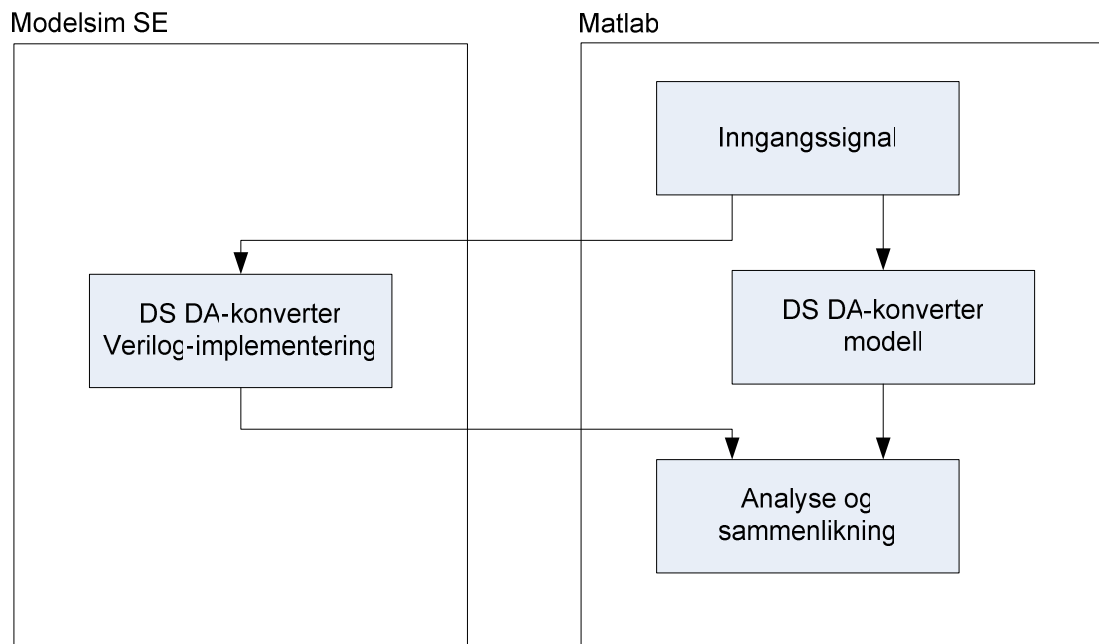 Modelsim SE
Matlab
Inngangssignal
DS DA-konverter
Verilog-implementering
DS DA-konverter
modell
Analyse og
sammenlikning